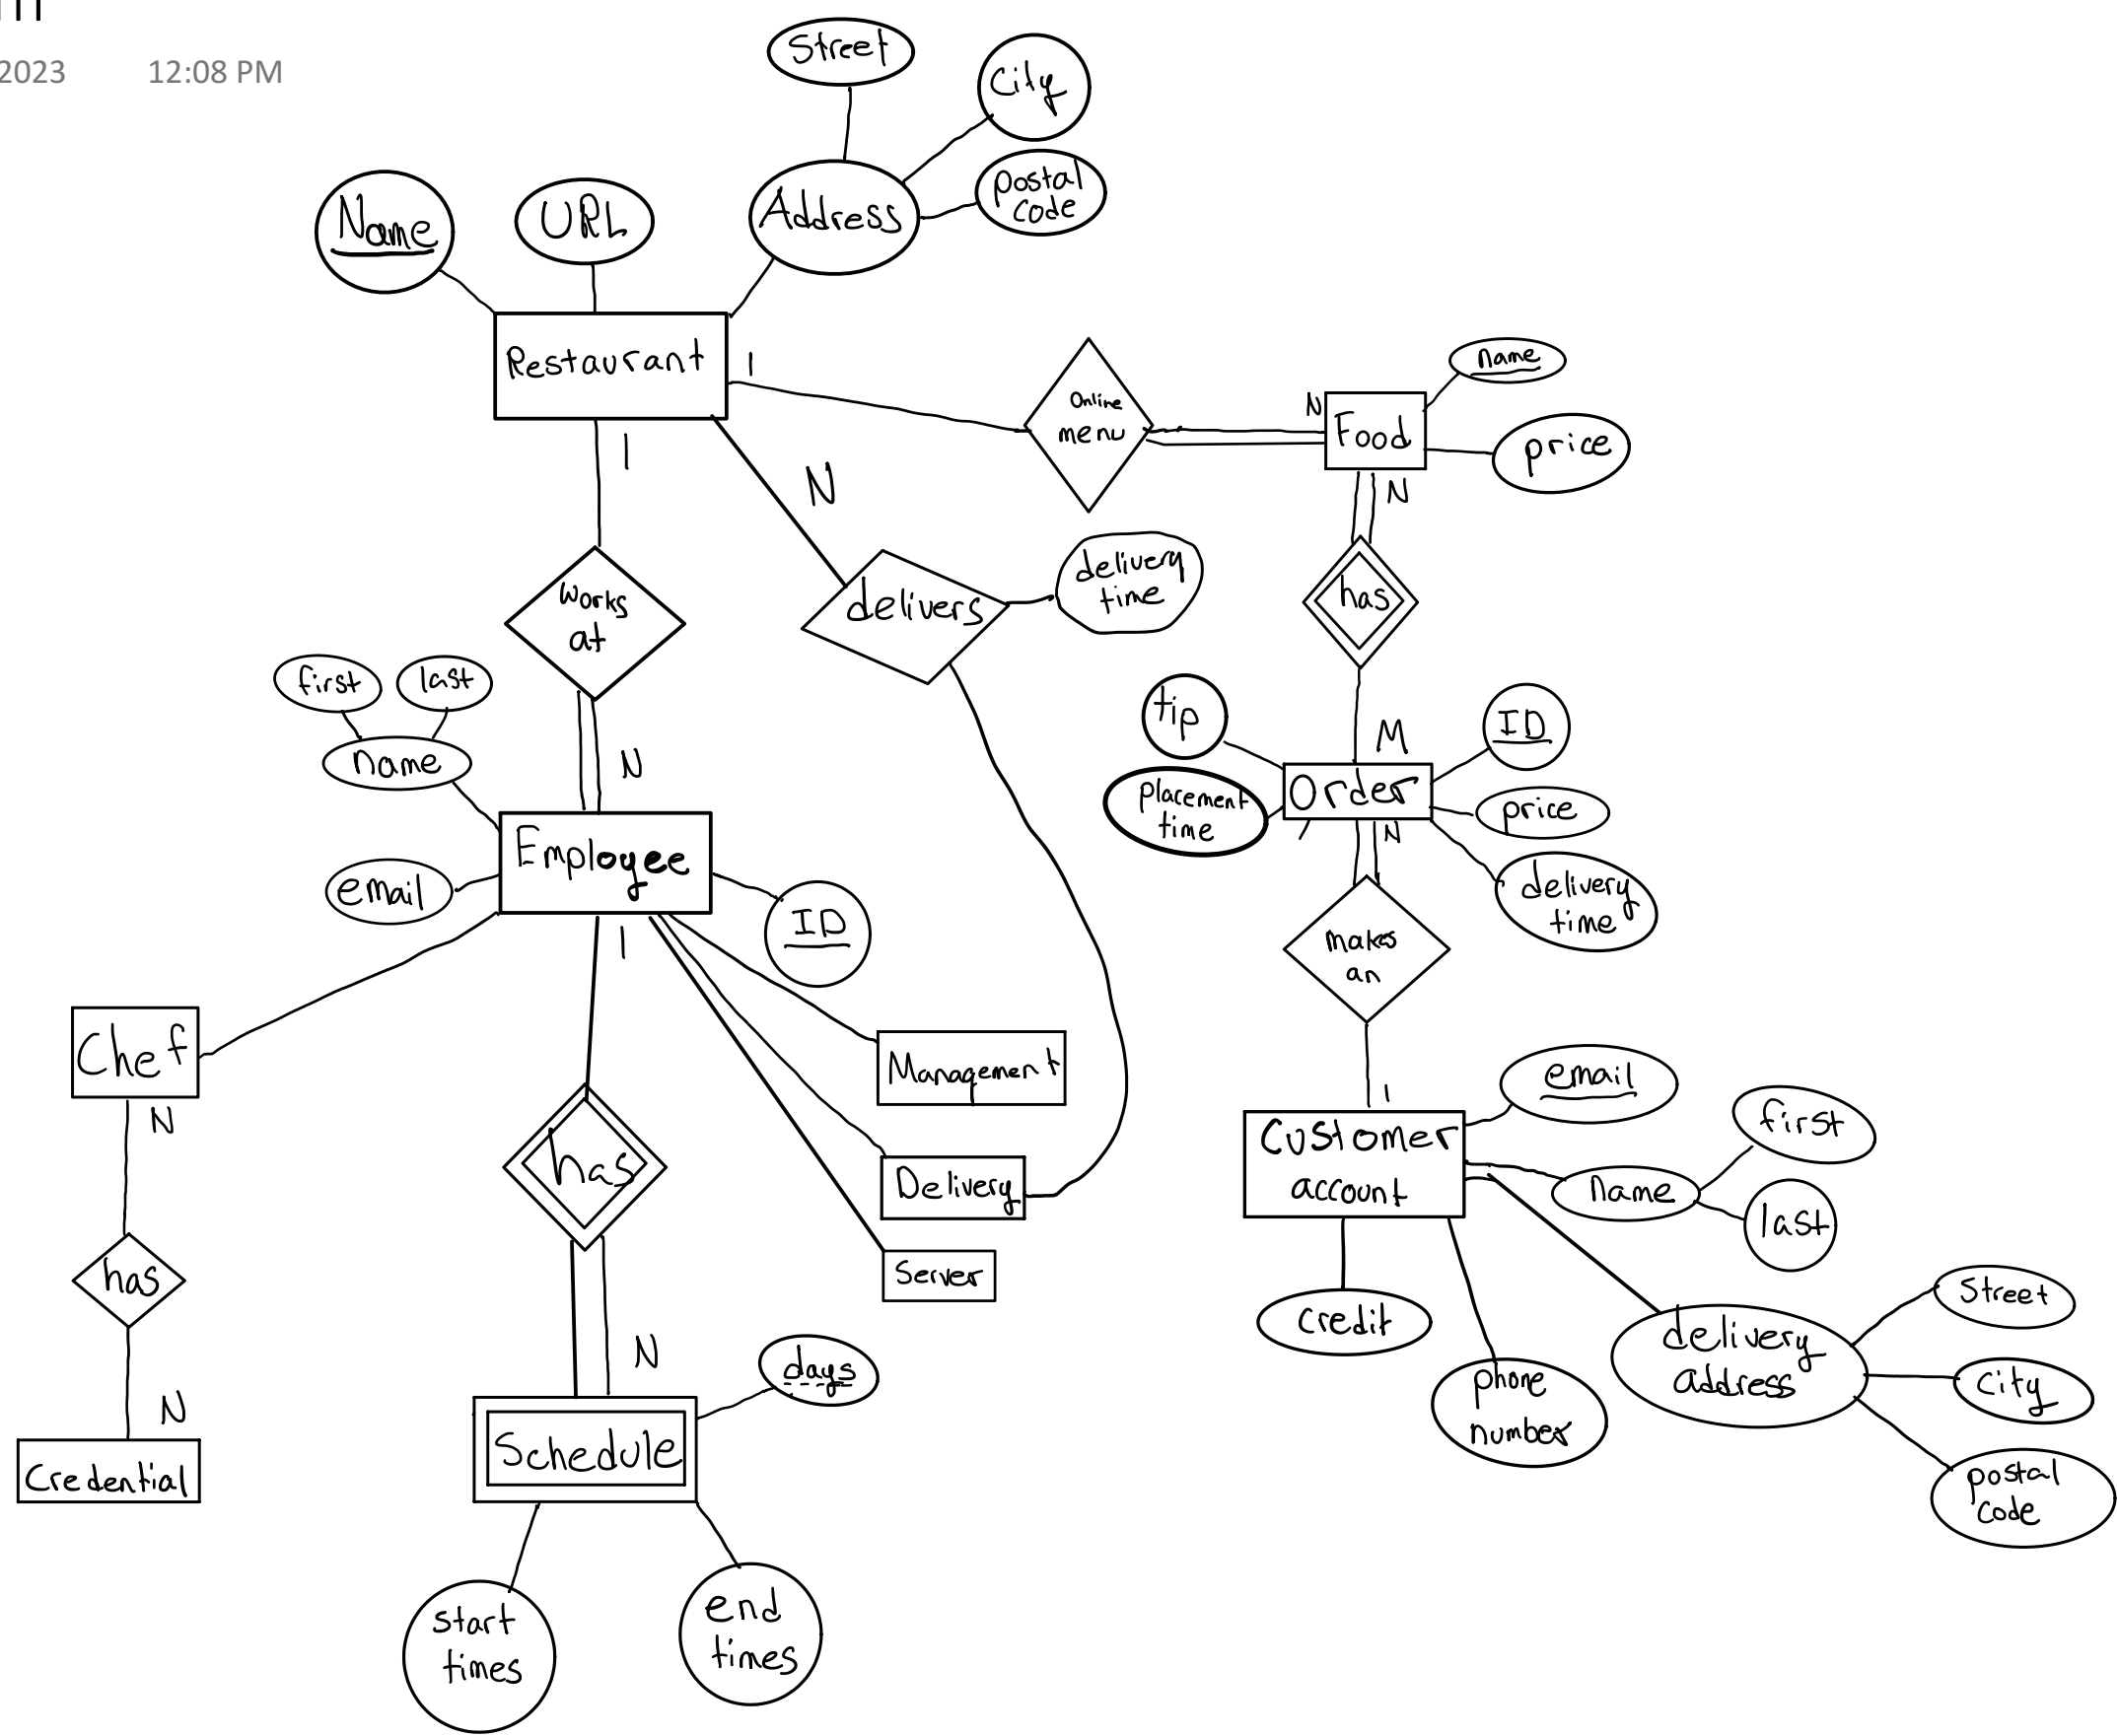 2023
12:08 PM
Street
City
Postal
code
Name
URL
Address
Restaurant
1
Online
menu
N
Food
name
price
1
N
N
works
at
delivers
delivery
time
has
first
last
name
N
tip
M
ID
Placement
time
Order
price
N
delivery
time
Employee
email
ID
1
makes
an
Chef
N
Management
1
email
first
Customer
account
name
last
has
has
Delivery
Server
credit
Street
delivery
address
City
phone
number
postal
code
N
N
days
Credential
Schedule
start
times
end
times